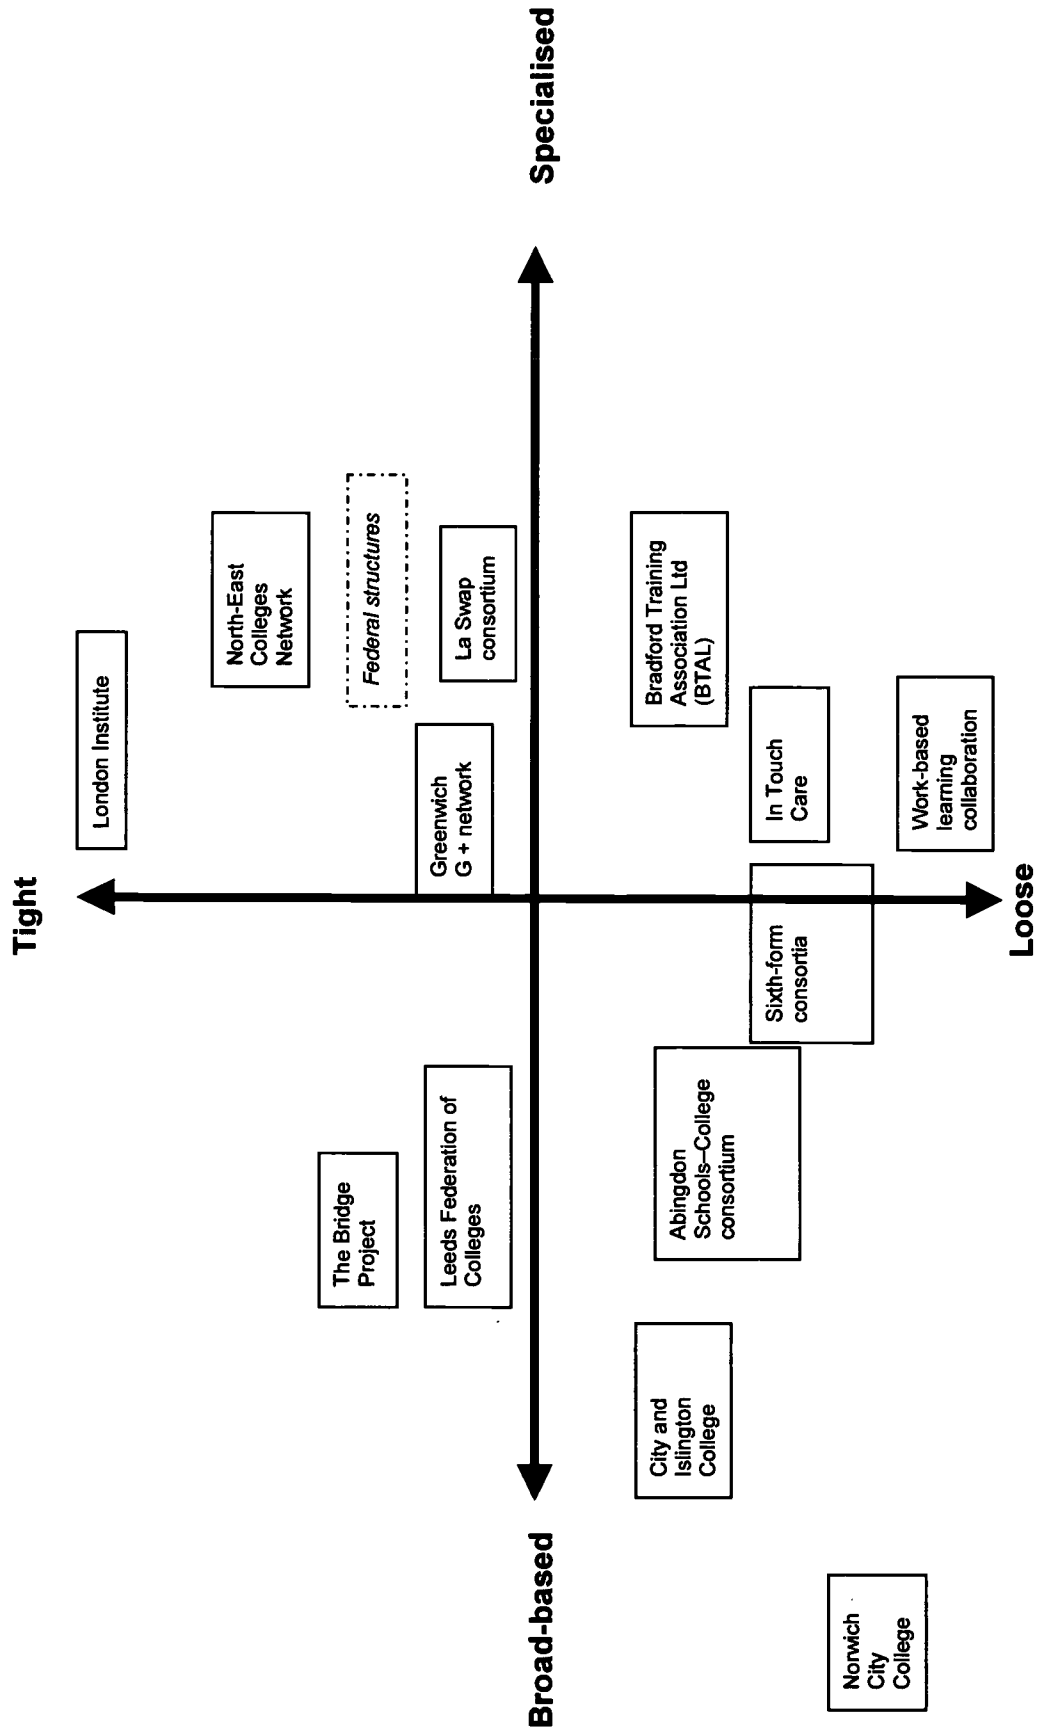 Tight
London Institute
North-East
Colleges
Network
The Bridge
Project
Federal structures
Greenwich
G + network
Leeds Federation of
Colleges
La Swap
consortium
Broad-based
Specialised
City and
Islington
College
Abingdon
Schools–College
consortium
Bradford Training
Association Ltd
(BTAL)
Sixth-form
consortia
In Touch
Care
Norwich
City
College
Work-based
learning
collaboration
Loose